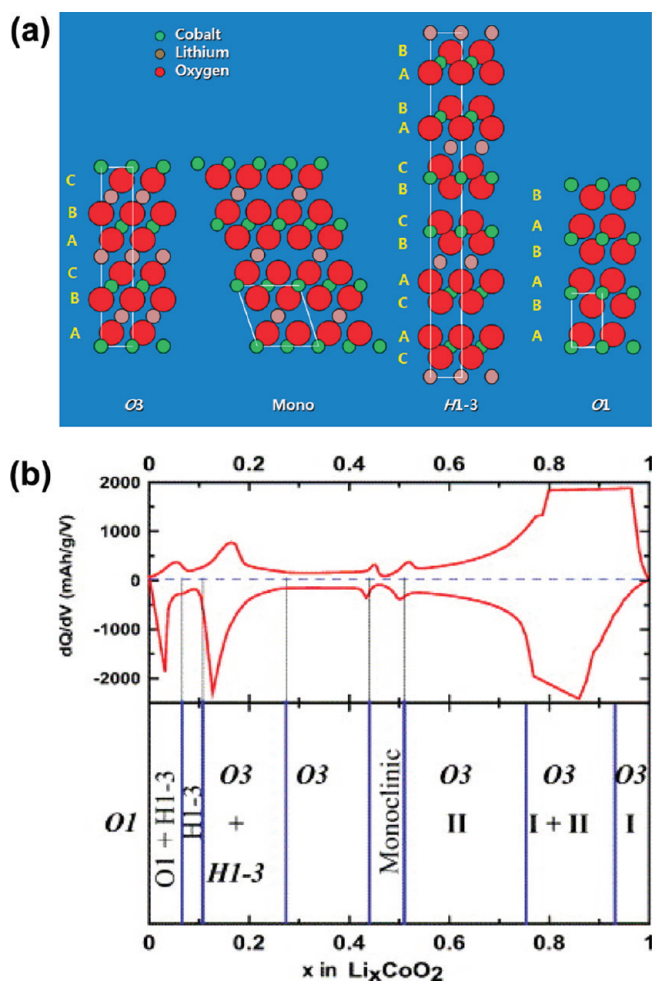 (a)
Cobalt
Lithium
Oxygen
C
B
A
C
B
A
O3
Mono
B
A
B
A
C
B
C
B
A
C
A
C
H1-3
B
A
B
A
B
A
O1
(b)
0 0.2 0.4 0.6 0.8 1
2000
1000
0
-1000
-2000
dQ/dV (mAh/g/V)
O1
O1 + H1-3
H1-3
O3
+
H1-3
O3
Monoclinic
O3
II
O3
I + II
O3
I
0 0.2 0.4 0.6 0.8 1
x in LiXCoO2